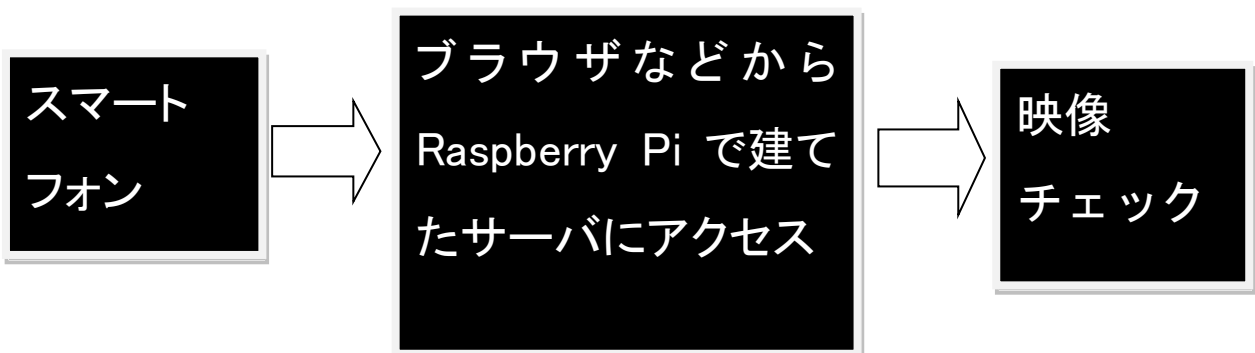 スマート
フォン
ブラウザなどから
Raspberry Pi で建て
たサーバにアクセス
映像
チェック